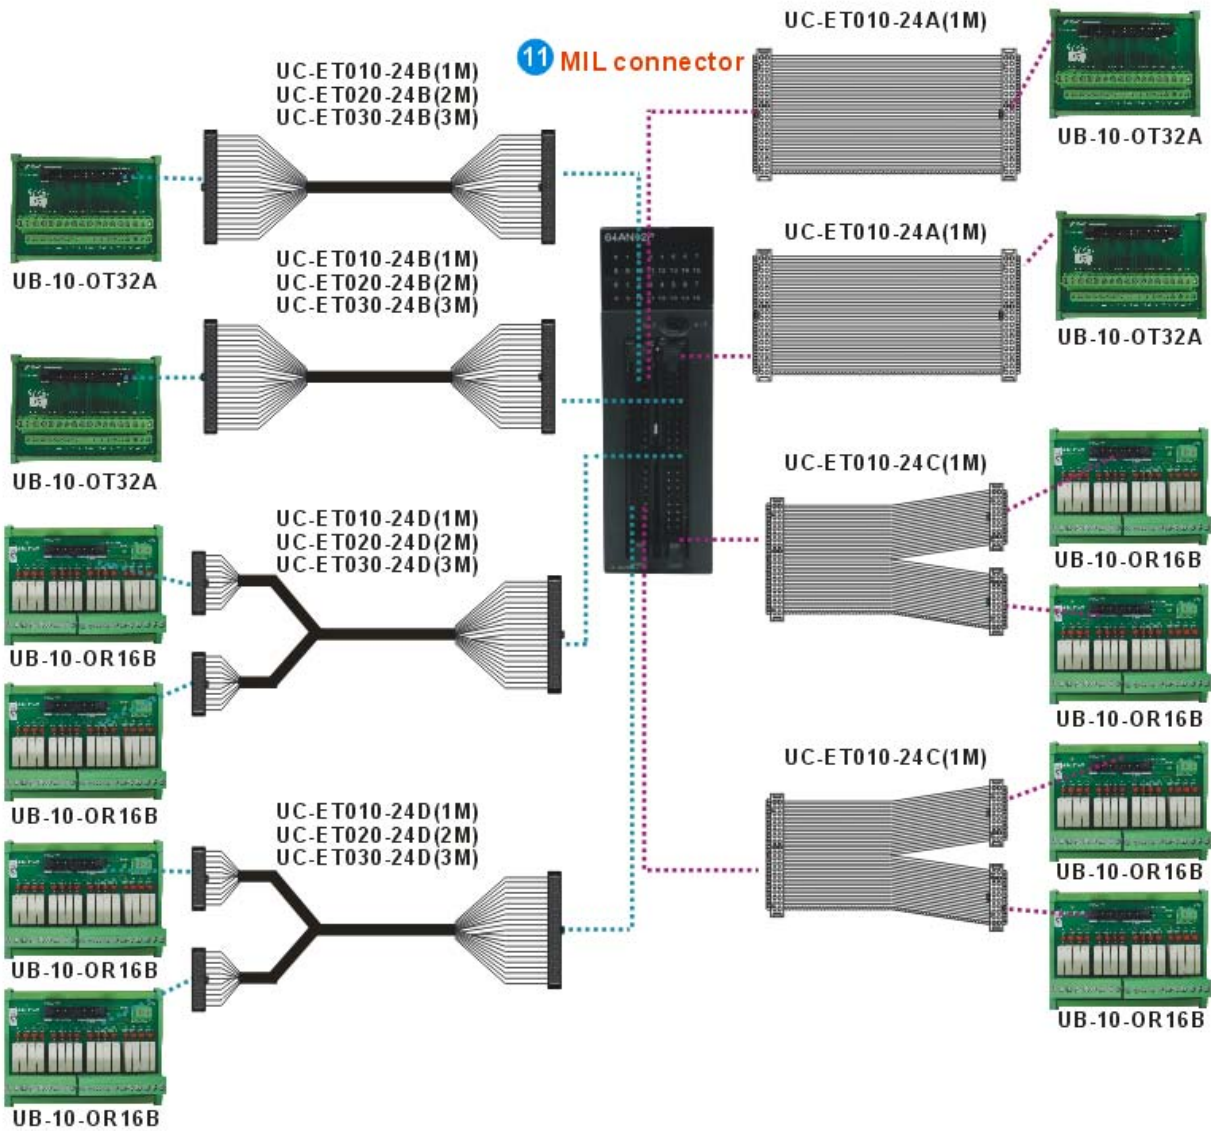 UC-ET010-24A(1M)
11 MIL connector
UC-ET010-24B(1M)
UC-ET020-24B(2M)
UC-ET030-24B(3M)
UB-10-OT32A
UB-10-OT32A
UC-ET010-24A(1M)
UC-ET010-24B(1M)
UC-ET020-24B(2M)
UC-ET030-24B(3M)
UB-10-OT32A
UB-10-OT32A
UC-ET010-24C(1M)
UC-ET010-24D(1M)
UC-ET020-24D(2M)
UC-ET030-24D(3M)
UB-10-OR16B
UB-10-OR16B
UB-10-OR16B
UC-ET010-24C(1M)
UB-10-OR16B
UC-ET010-24D(1M)
UC-ET020-24D(2M)
UC-ET030-24D(3M)
UB-10-OR16B
UB-10-OR16B
UB-10-OR16B
UB-10-OR16B